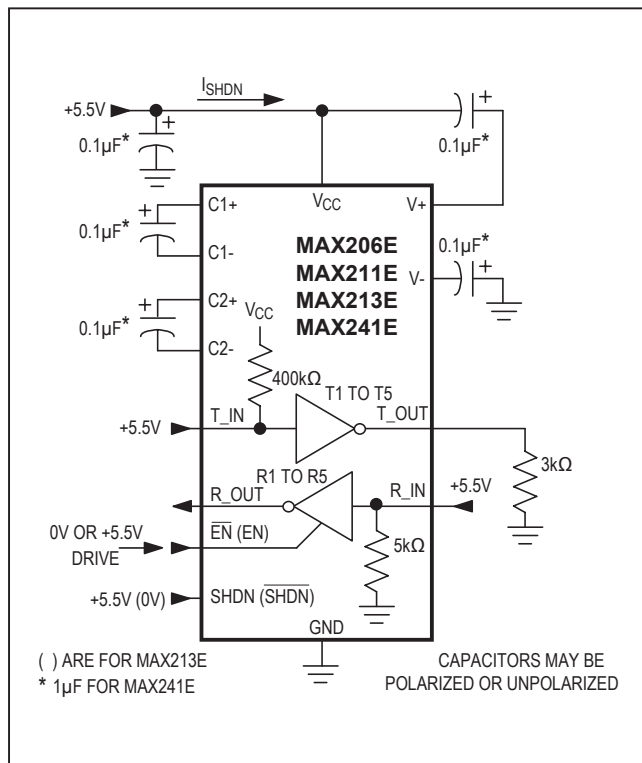 I_SHDN
+5.5V
+
0.1µF*
+
0.1µF*
VCC
V+
C1+
+
0.1µF*
C1-
MAX206E
MAX211E
MAX213E
MAX241E
0.1µF*
V-
+
C2+
+
0.1µF*
C2-
VCC
400kΩ
T1 TO T5
+5.5V
T_IN
T_OUT
3kΩ
R1 TO R5
R_OUT
R_IN
+5.5V
0V OR +5.5V
DRIVE
E̅N̅ (EN)
5kΩ
+5.5V (0V)
SHDN (S̅H̅D̅N̅)
GND
( ) ARE FOR MAX213E
* 1µF FOR MAX241E
CAPACITORS MAY BE
POLARIZED OR UNPOLARIZED